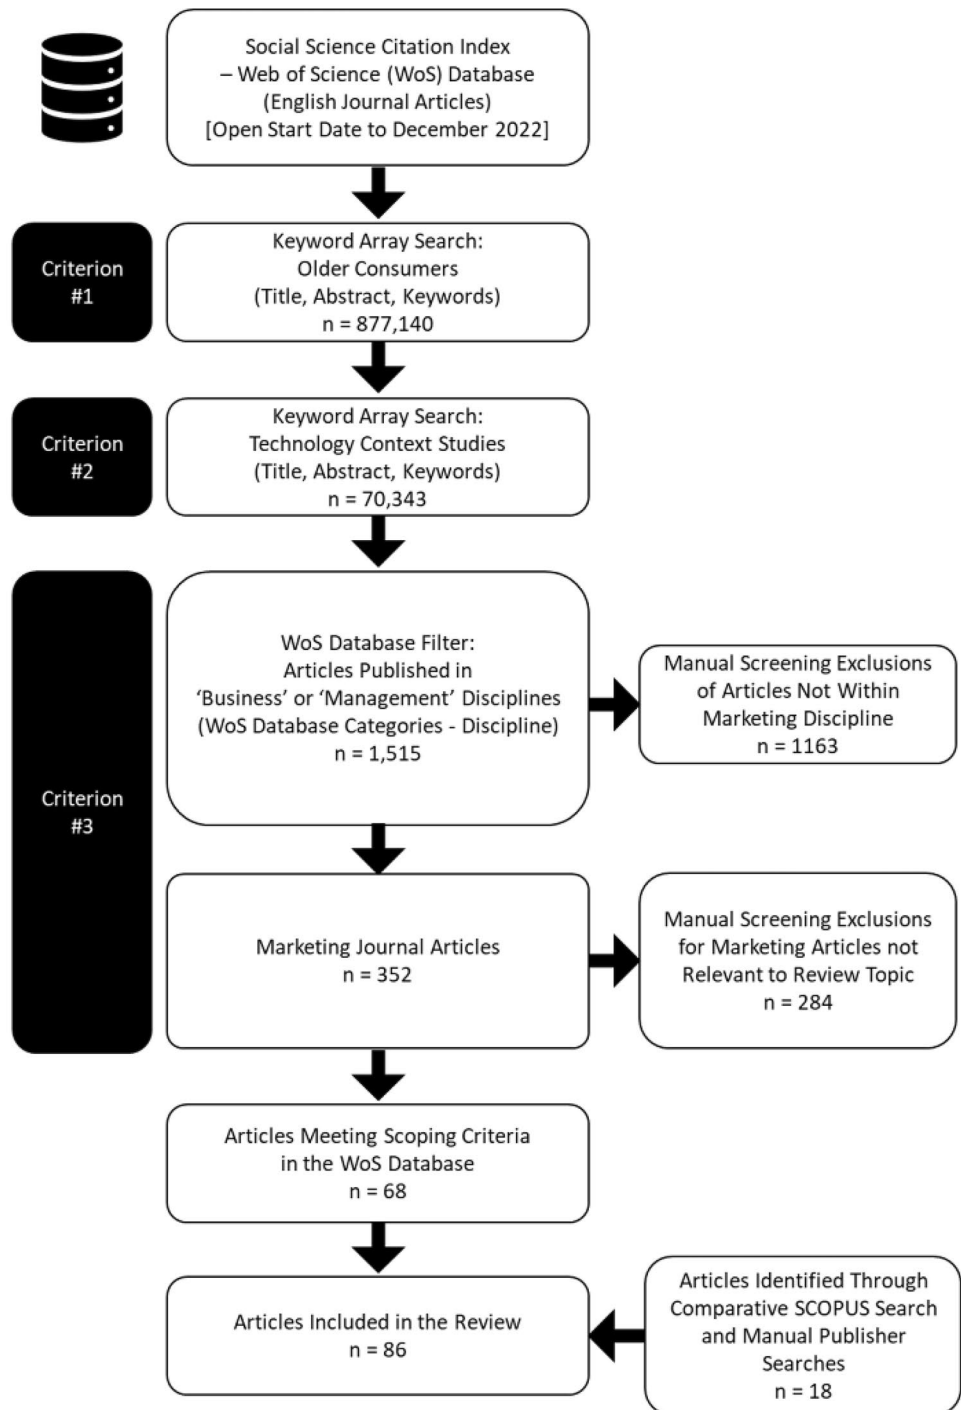 Social Science Citation Index
– Web of Science (WoS) Database
(English Journal Articles)
[Open Start Date to December 2022]
Criterion
#1
Keyword Array Search:
Older Consumers
(Title, Abstract, Keywords)
n = 877,140
Criterion
#2
Keyword Array Search:
Technology Context Studies
(Title, Abstract, Keywords)
n = 70,343
Criterion
#3
WoS Database Filter:
Articles Published in
‘Business’ or ‘Management’ Disciplines
(WoS Database Categories - Discipline)
n = 1,515
Manual Screening Exclusions
of Articles Not Within
Marketing Discipline
n = 1163
Marketing Journal Articles
n = 352
Manual Screening Exclusions
for Marketing Articles not
Relevant to Review Topic
n = 284
Articles Meeting Scoping Criteria
in the WoS Database
n = 68
Articles Included in the Review
n = 86
Articles Identified Through
Comparative SCOPUS Search
and Manual Publisher
Searches
n = 18